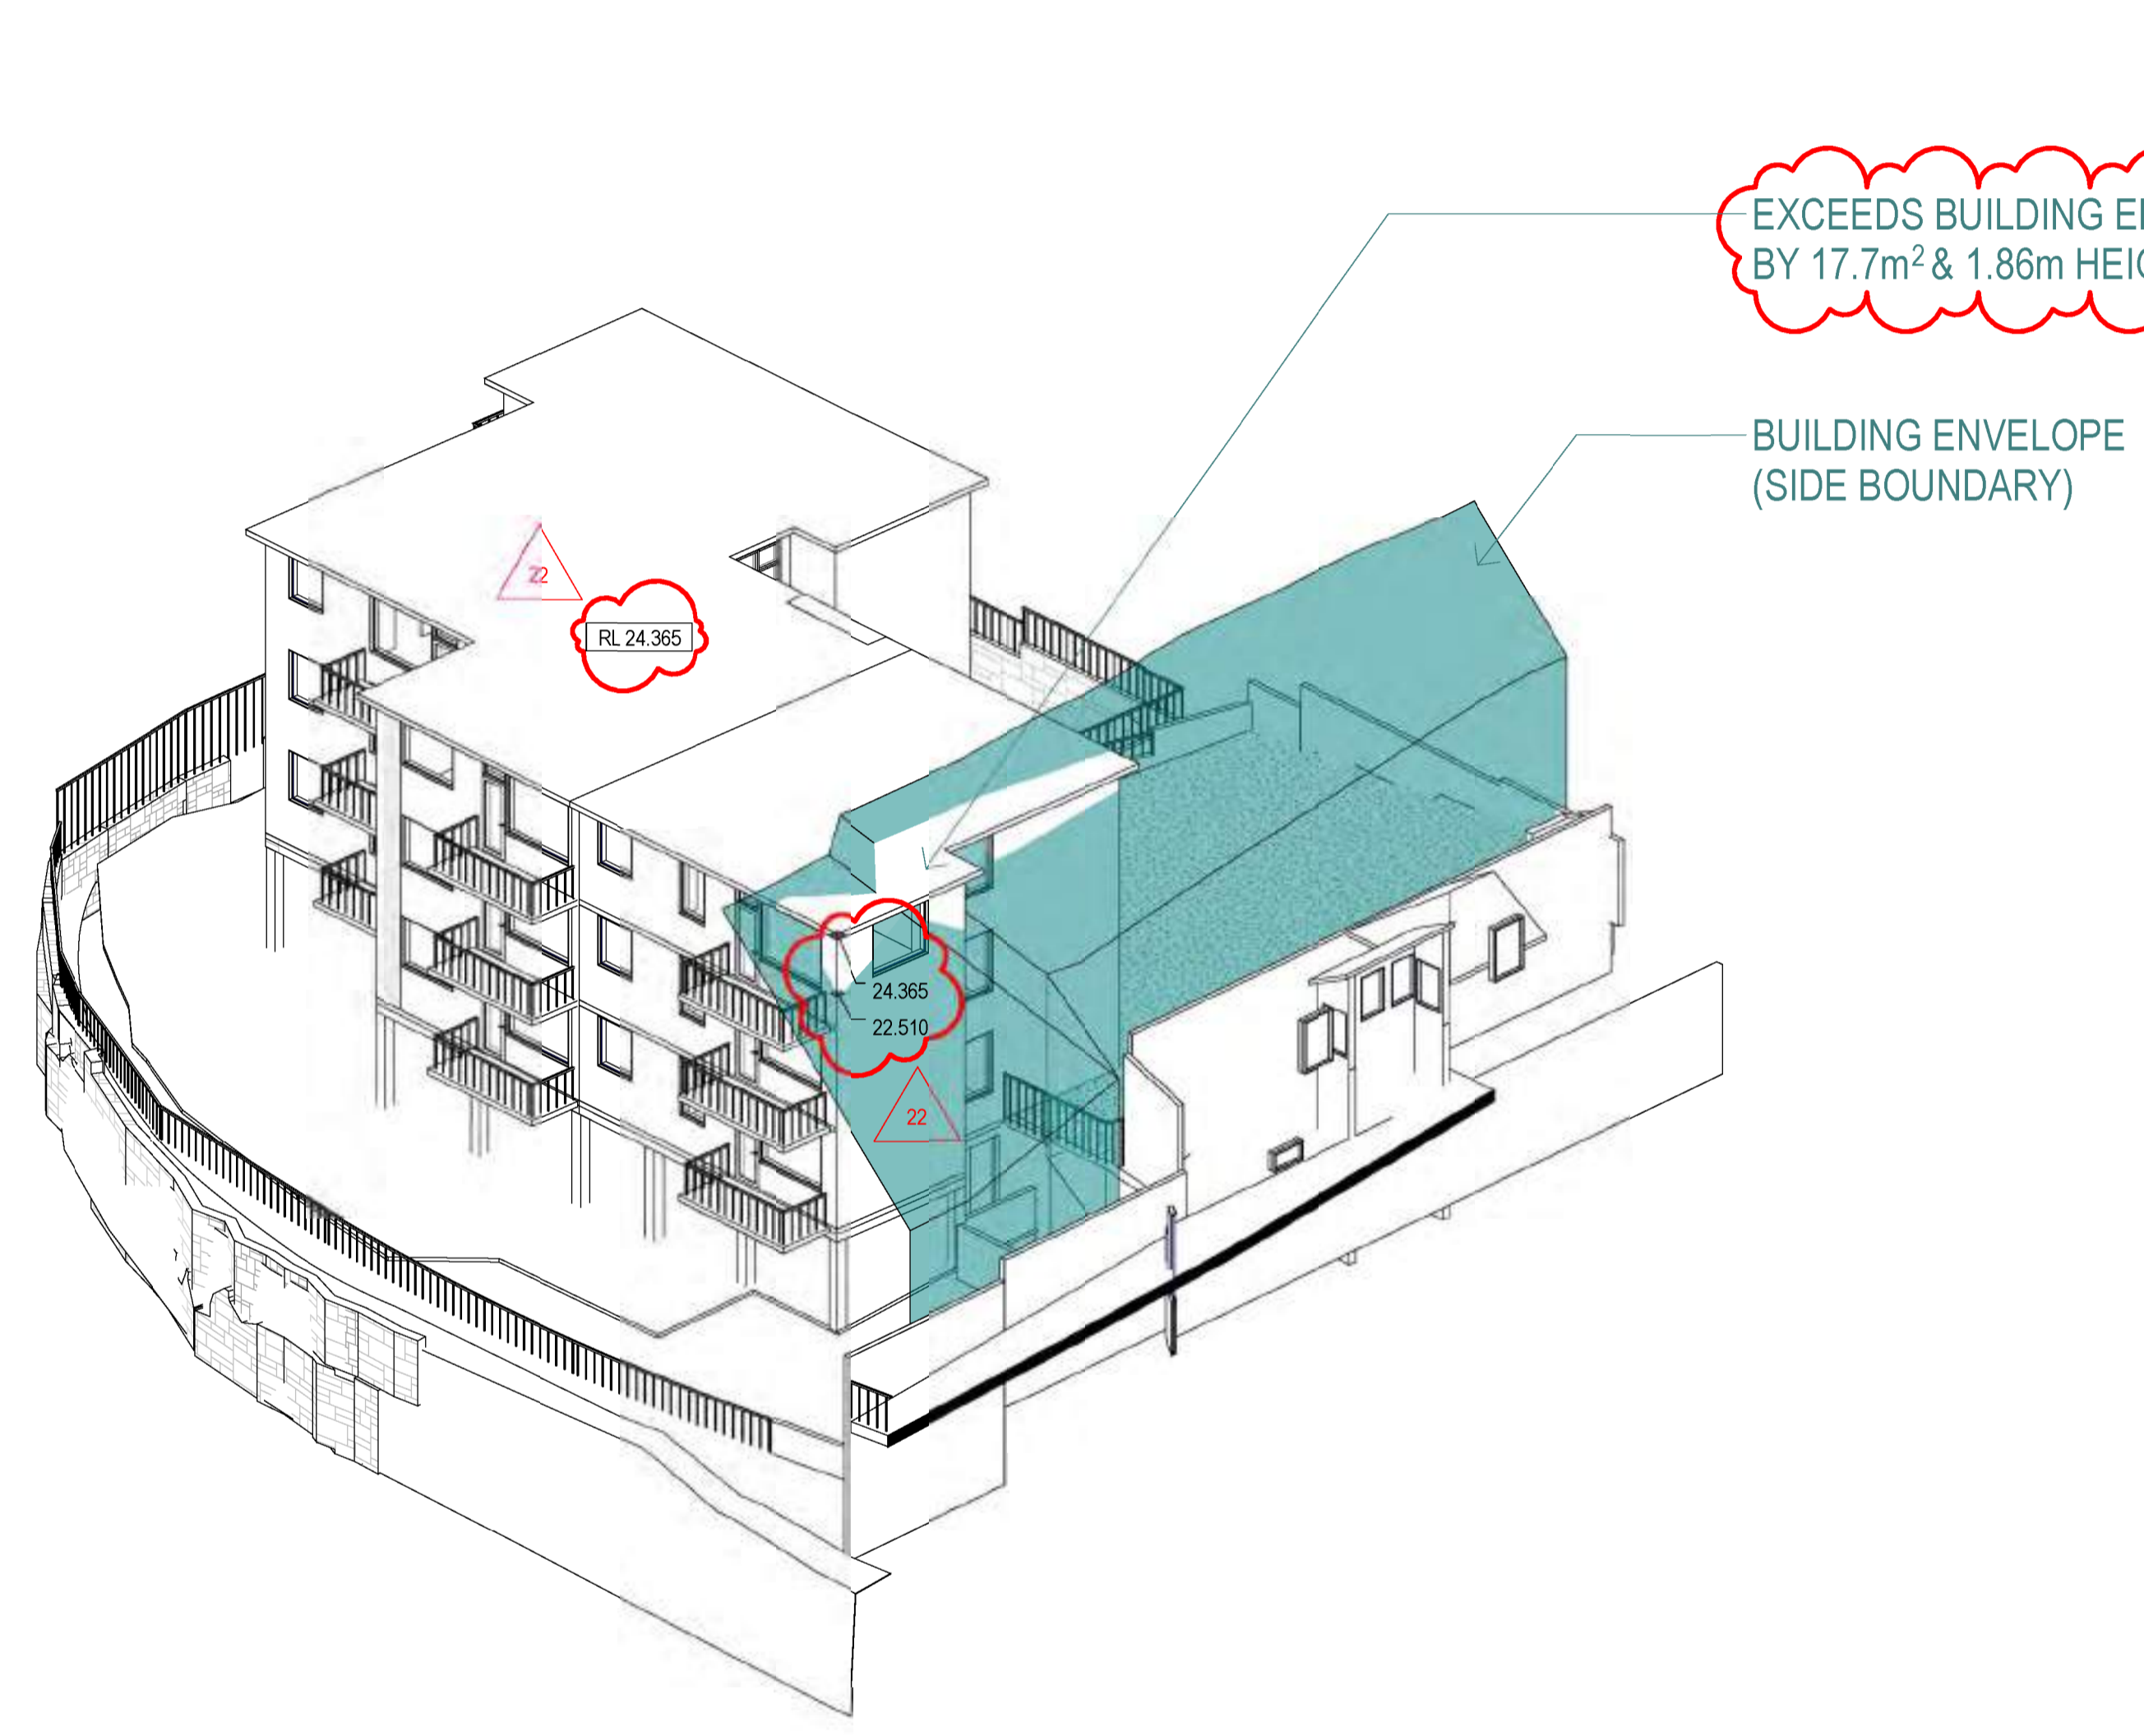 EXCEEDS BUILDING
BY 17.7m² & 1.86m
BUILDING ENVELOPE
(SIDE BOUNDARY)
22
RL 24.365
24.365
22.510
22